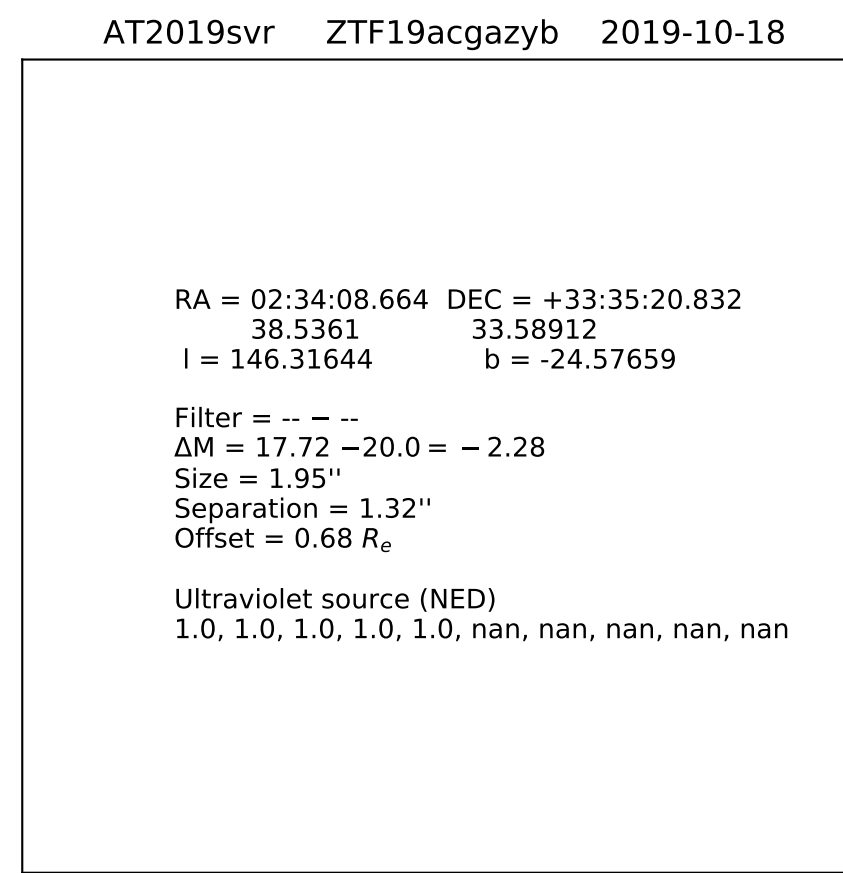 AT2019svr ZTF19acgazyb 2019-10-18
RA = 02:34:08.664 DEC = +33:35:20.832
38.5361 33.58912
l = 146.31644 b = -24.57659
Filter = -- − --
ΔM = 17.72 −20.0 = − 2.28
Size = 1.95''
Separation = 1.32''
Offset = 0.68 Re
Ultraviolet source (NED)
1.0, 1.0, 1.0, 1.0, 1.0, nan, nan, nan, nan, nan